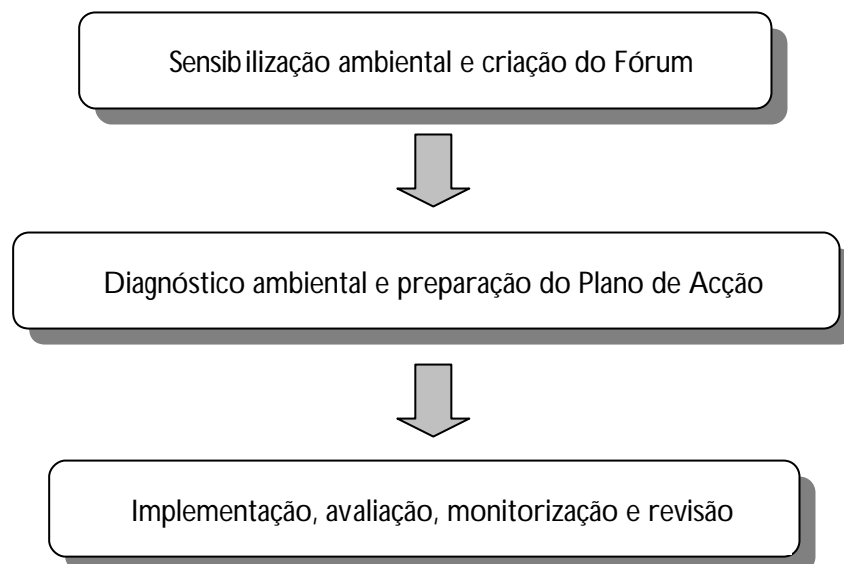 Sensibilização ambiental e criação do Fórum
Diagnóstico ambiental e preparação do Plano de Acção
Implementação, avaliação, monitorização e revisão